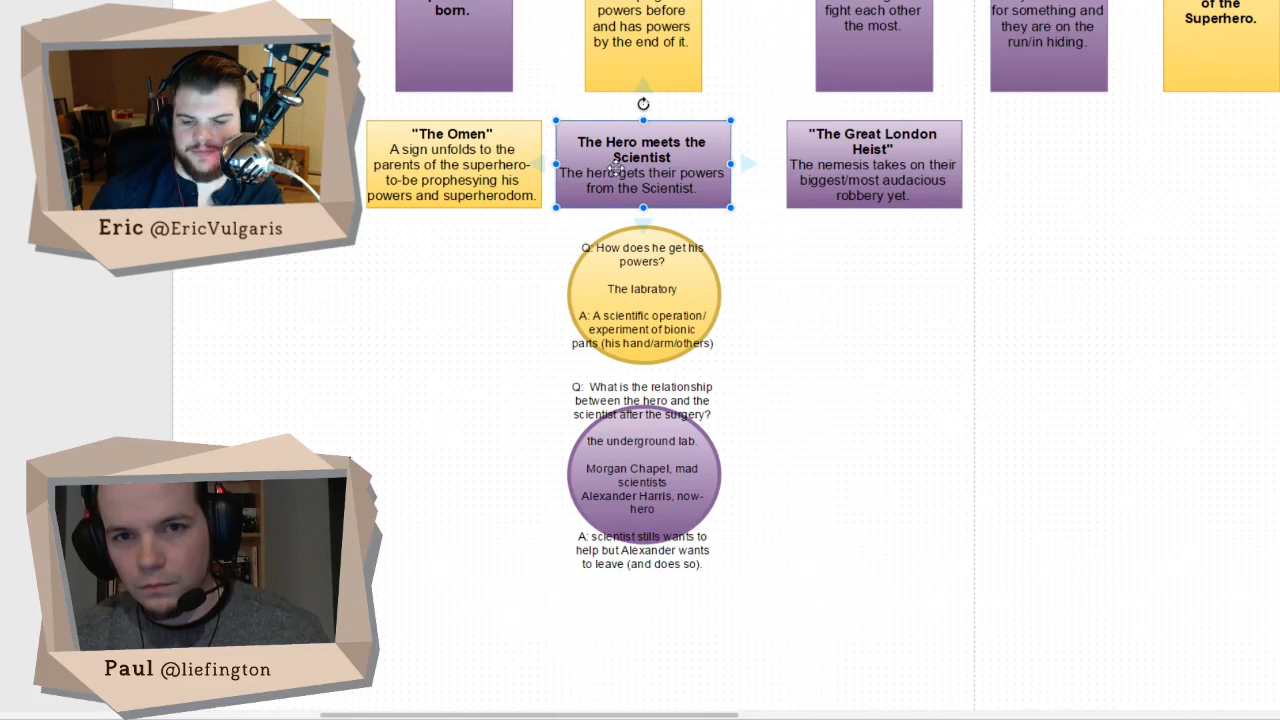 born.
powers before
and has powers
by the end of it.
fight each other
the most.
for something and
they are on the
run/in hiding.
of the
Superhero.
"The Omen"
A sign unfolds to the
parents of the superhero-
to-be prophesying his
powers and superherodom.
The Hero meets the
Scientist
The hero gets their powers
from the Scientist.
"The Great London
Heist"
The nemesis takes on their
biggest/most audacious
robbery yet.
Q: How does he get his
powers?
The labratory
A: A scientific operation/
experiment of bionic
parts (his hand/arm/others)
Q: What is the relationship
between the hero and the
scientist after the surgery?
the underground lab.
Morgan Chapel, mad
scientists
Alexander Harris, now-
hero
A: scientist stills wants to
help but Alexander wants
to leave (and does so).
Eric @EricVulgaris
Paul @liefington